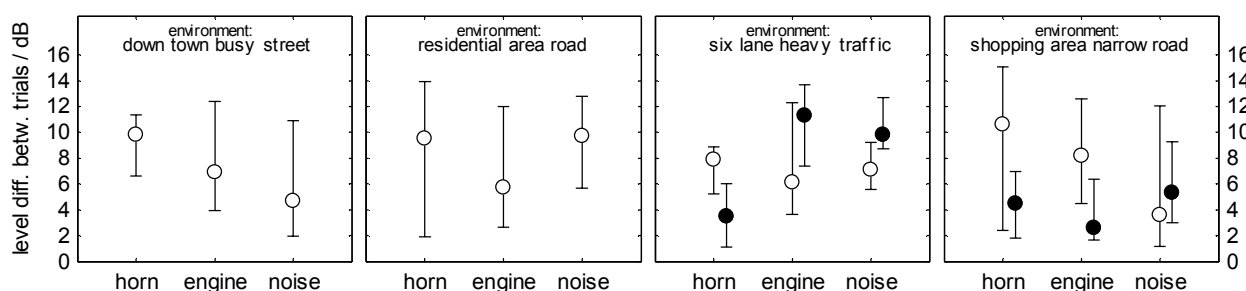 environment:
down town busy street
environment:
residential area road
environment:
six lane heavy traffic
environment:
shopping area narrow road
level diff. betw. trials / dB
16
14
12
10
8
6
4
2
0
16
14
12
10
8
6
4
2
0
horn engine noise
horn engine noise
horn engine noise
horn engine noise